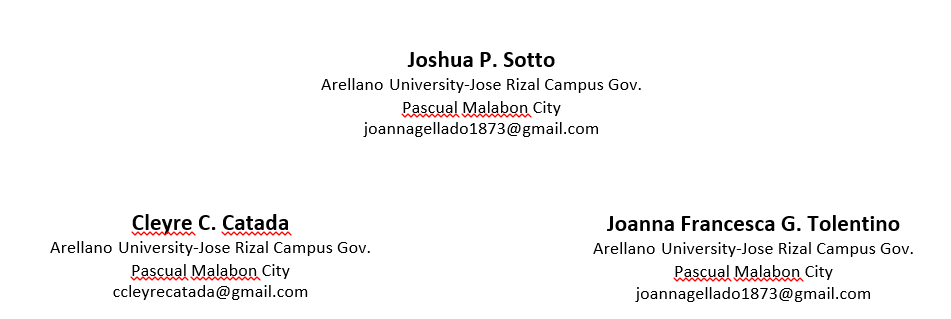 Joshua P. Sotto
Arellano University-Jose Rizal Campus Gov.
Pascual Malabon City
joannagellado1873@gmail.com
Cleyre C. Catada
Arellano University-Jose Rizal Campus Gov.
Pascual Malabon City
ccleyrecatada@gmail.com
Joanna Francesca G. Tolentino
Arellano University-Jose Rizal Campus Gov.
Pascual Malabon City
joannagellado1873@gmail.com